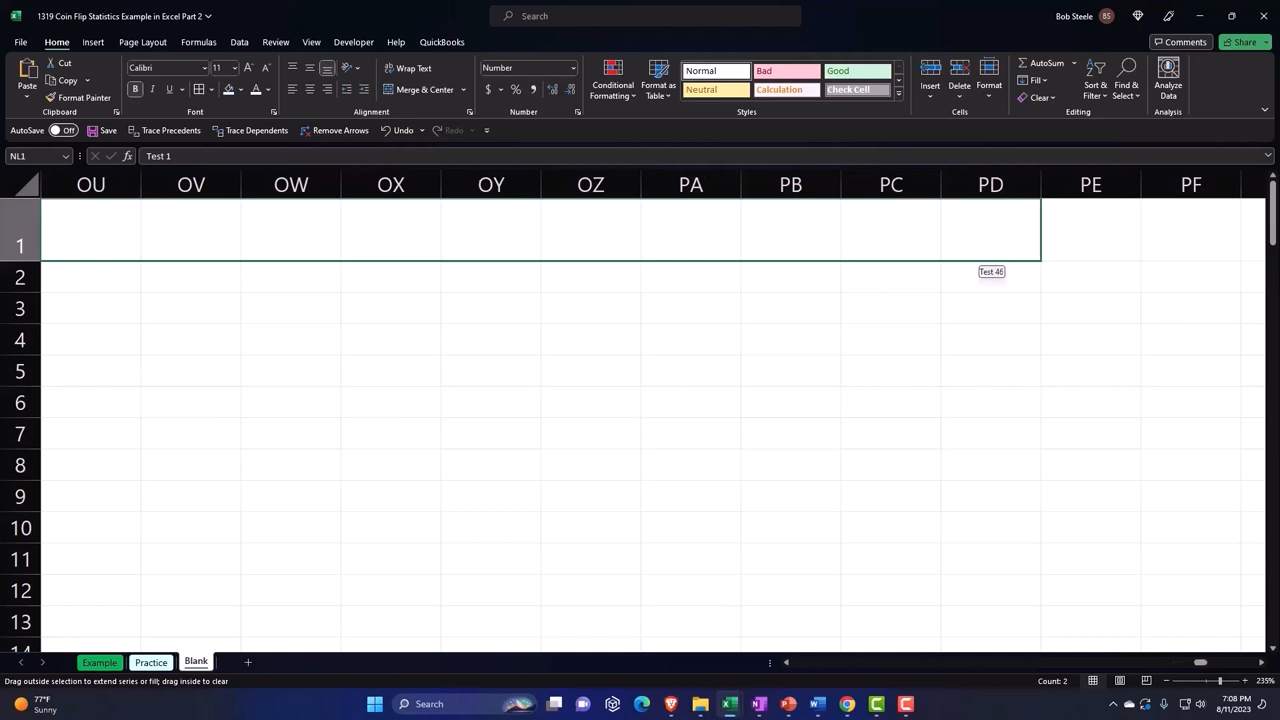 1319 Coin Flip Statistics Example in Excel Part 2
Search
Bob Steele BS
File Home Insert Page Layout Formulas Data Review View Developer Help QuickBooks
Comments Share
Paste
Cut
Copy
Format Painter
Clipboard
Calibri 11
B I U
Font
Wrap Text
Merge & Center
Alignment
Number
$ % ,
Number
Conditional Formatting
Format as Table
Normal Bad Good
Neutral Calculation Check Cell
Styles
Insert Delete Format
Cells
AutoSum
Fill
Clear
Sort & Filter
Find & Select
Editing
Analyze Data
Analysis
AutoSave Off Save Trace Precedents Trace Dependents Remove Arrows Undo Redo
NL1 fx Test 1
OU OV OW OX OY OZ PA PB PC PD PE PF
1
2
Test 46
3
4
5
6
7
8
9
10
11
12
13
14
Example Practice Blank
Drag outside selection to extend series or fill; drag inside to clear
Count: 2
235%
77°F
Sunny
Search
7:08 PM
8/11/2023